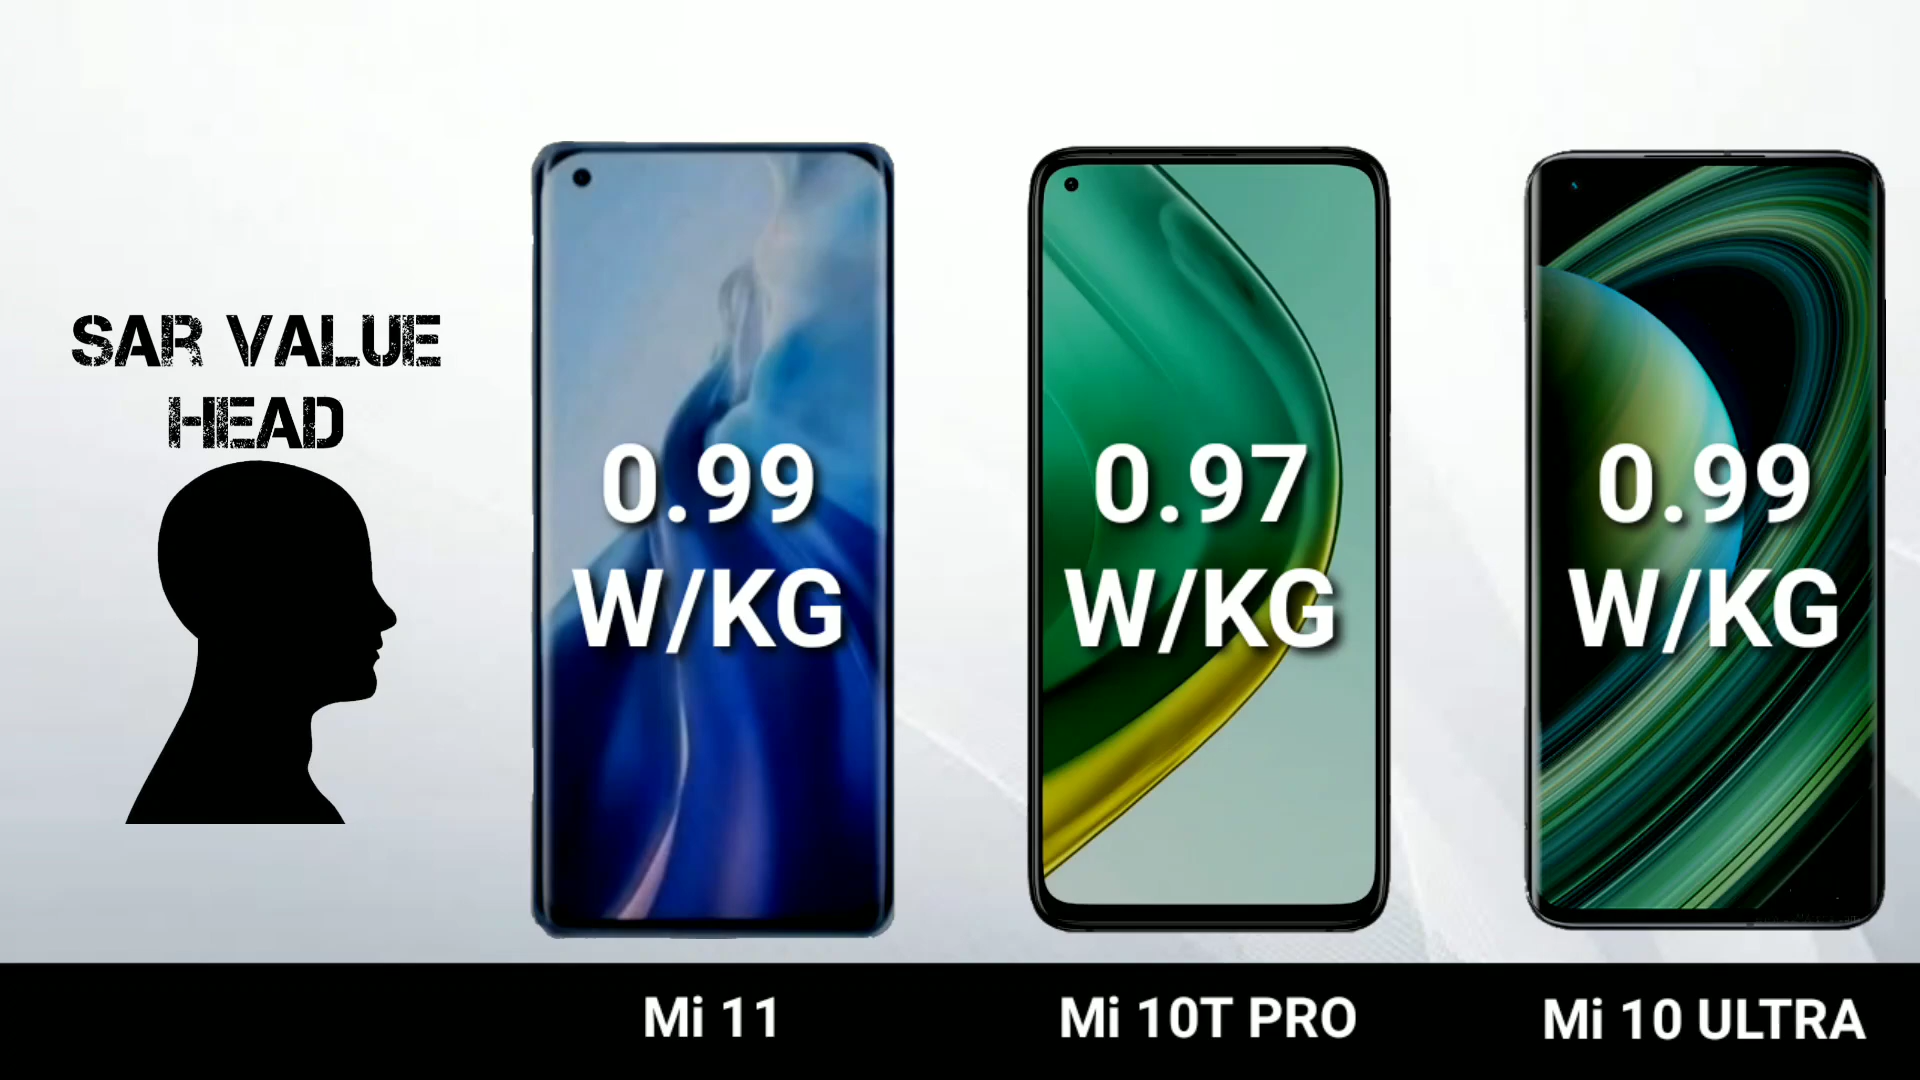 SAR VALUE
HEAD
0.99
W/KG
0.97
W/KG
0.99
W/KG
Mi 11
Mi 10T PRO
Mi 10 ULTRA